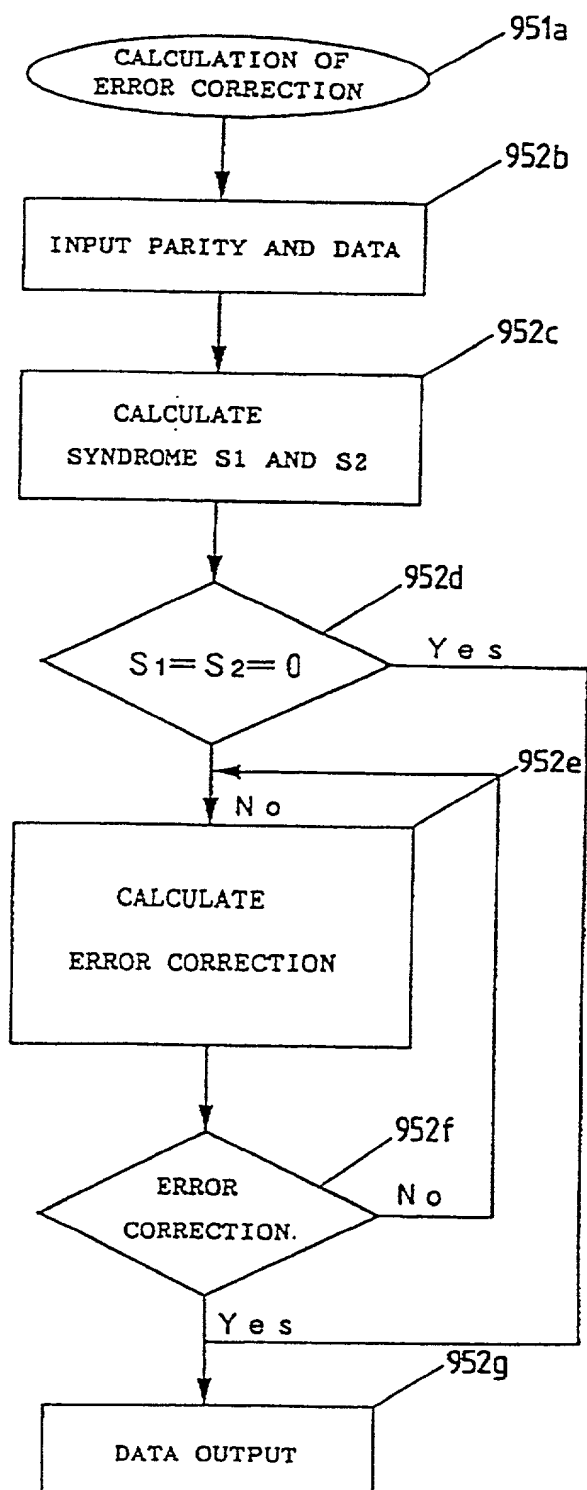 951a
CALCULATION OF
ERROR CORRECTION
952b
INPUT PARITY AND DATA
952c
CALCULATE
SYNDROME S1 AND S2
952d
S1=S2=0
Yes
952e
No
CALCULATE
ERROR CORRECTION
952f
ERROR
CORRECTION.
No
Yes
952g
DATA OUTPUT